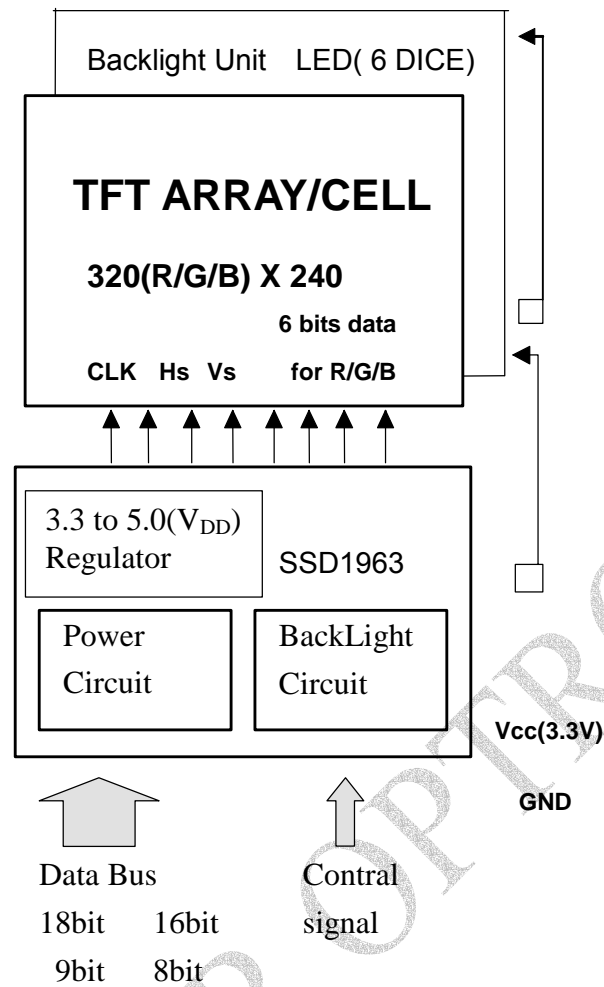 Backlight Unit LED( 6 DICE)
TFT ARRAY/CELL
320(R/G/B) X 240
6 bits data
CLK Hs Vs for R/G/B
3.3 to 5.0(VDD)
Regulator
SSD1963
Power
Circuit
BackLight
Circuit
Vcc(3.3V)
GND
Data Bus
18bit 16bit
9bit 8bit
Contral
signal